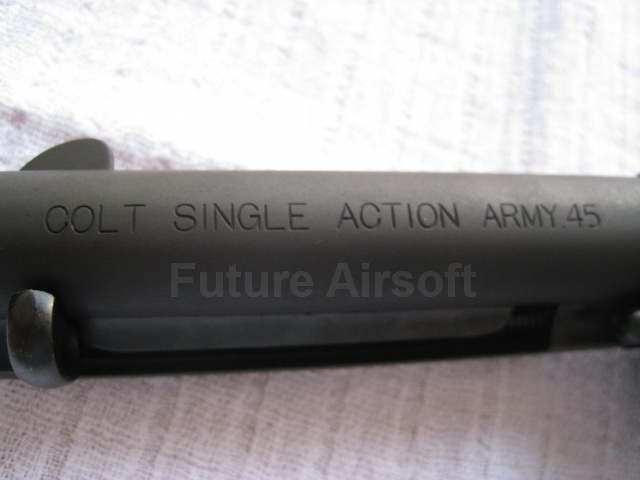 COLT SINGLE ACTION ARMY.45
Future Airsoft